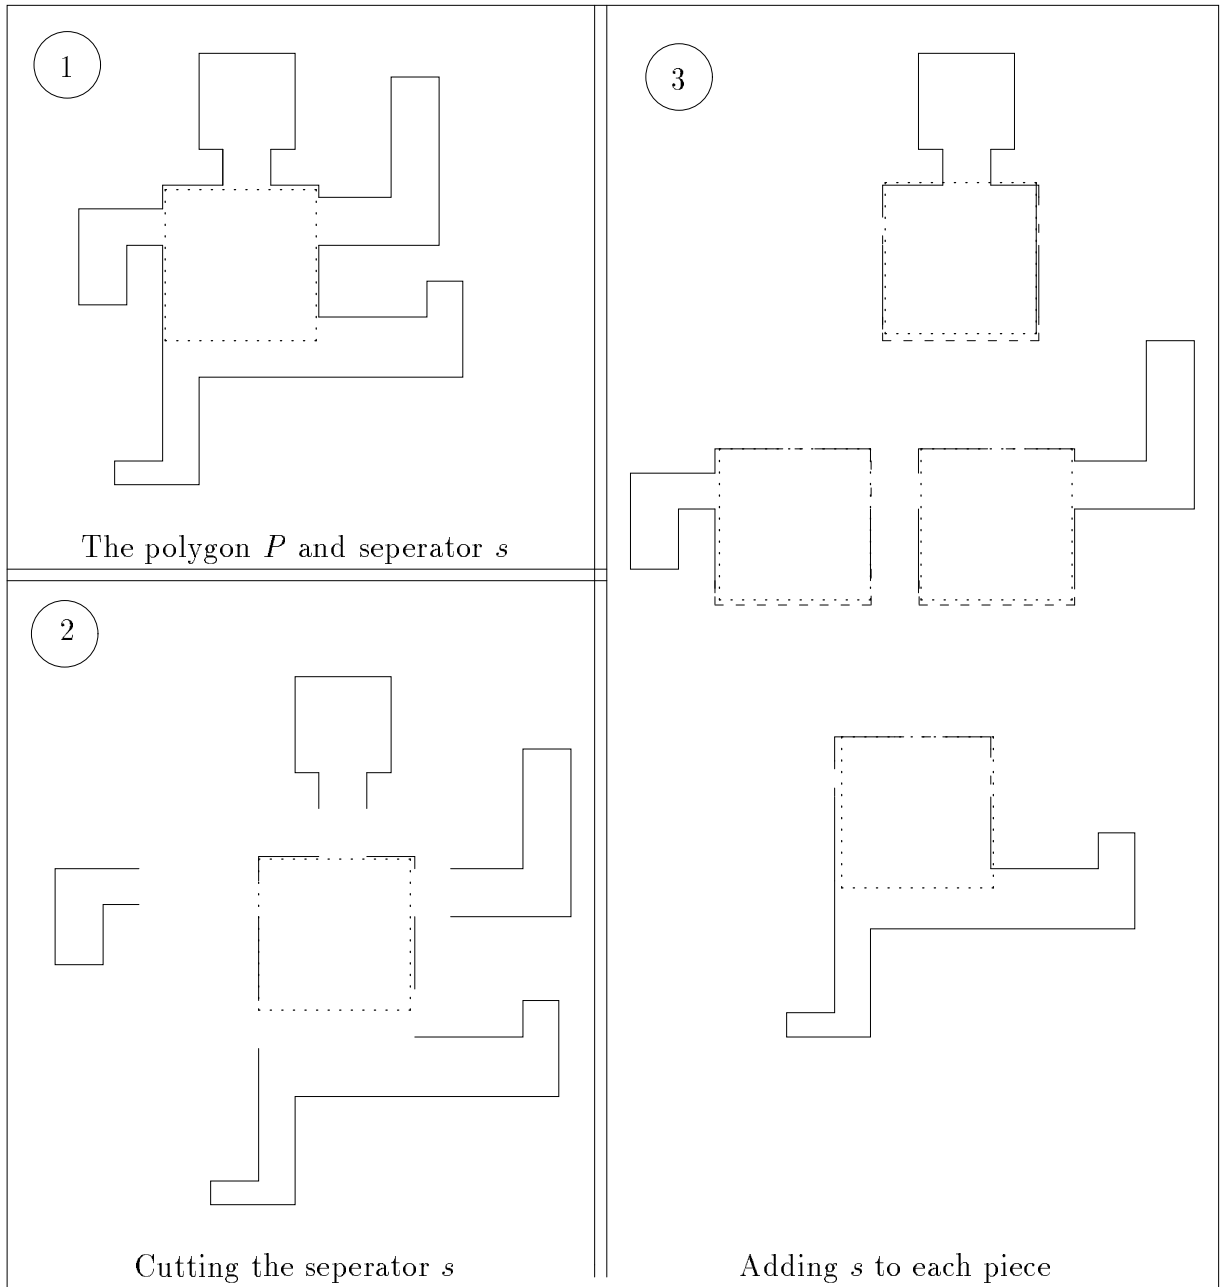 1
The polygon P and seperator s
2
Cutting the seperator s
3
Adding s to each piece